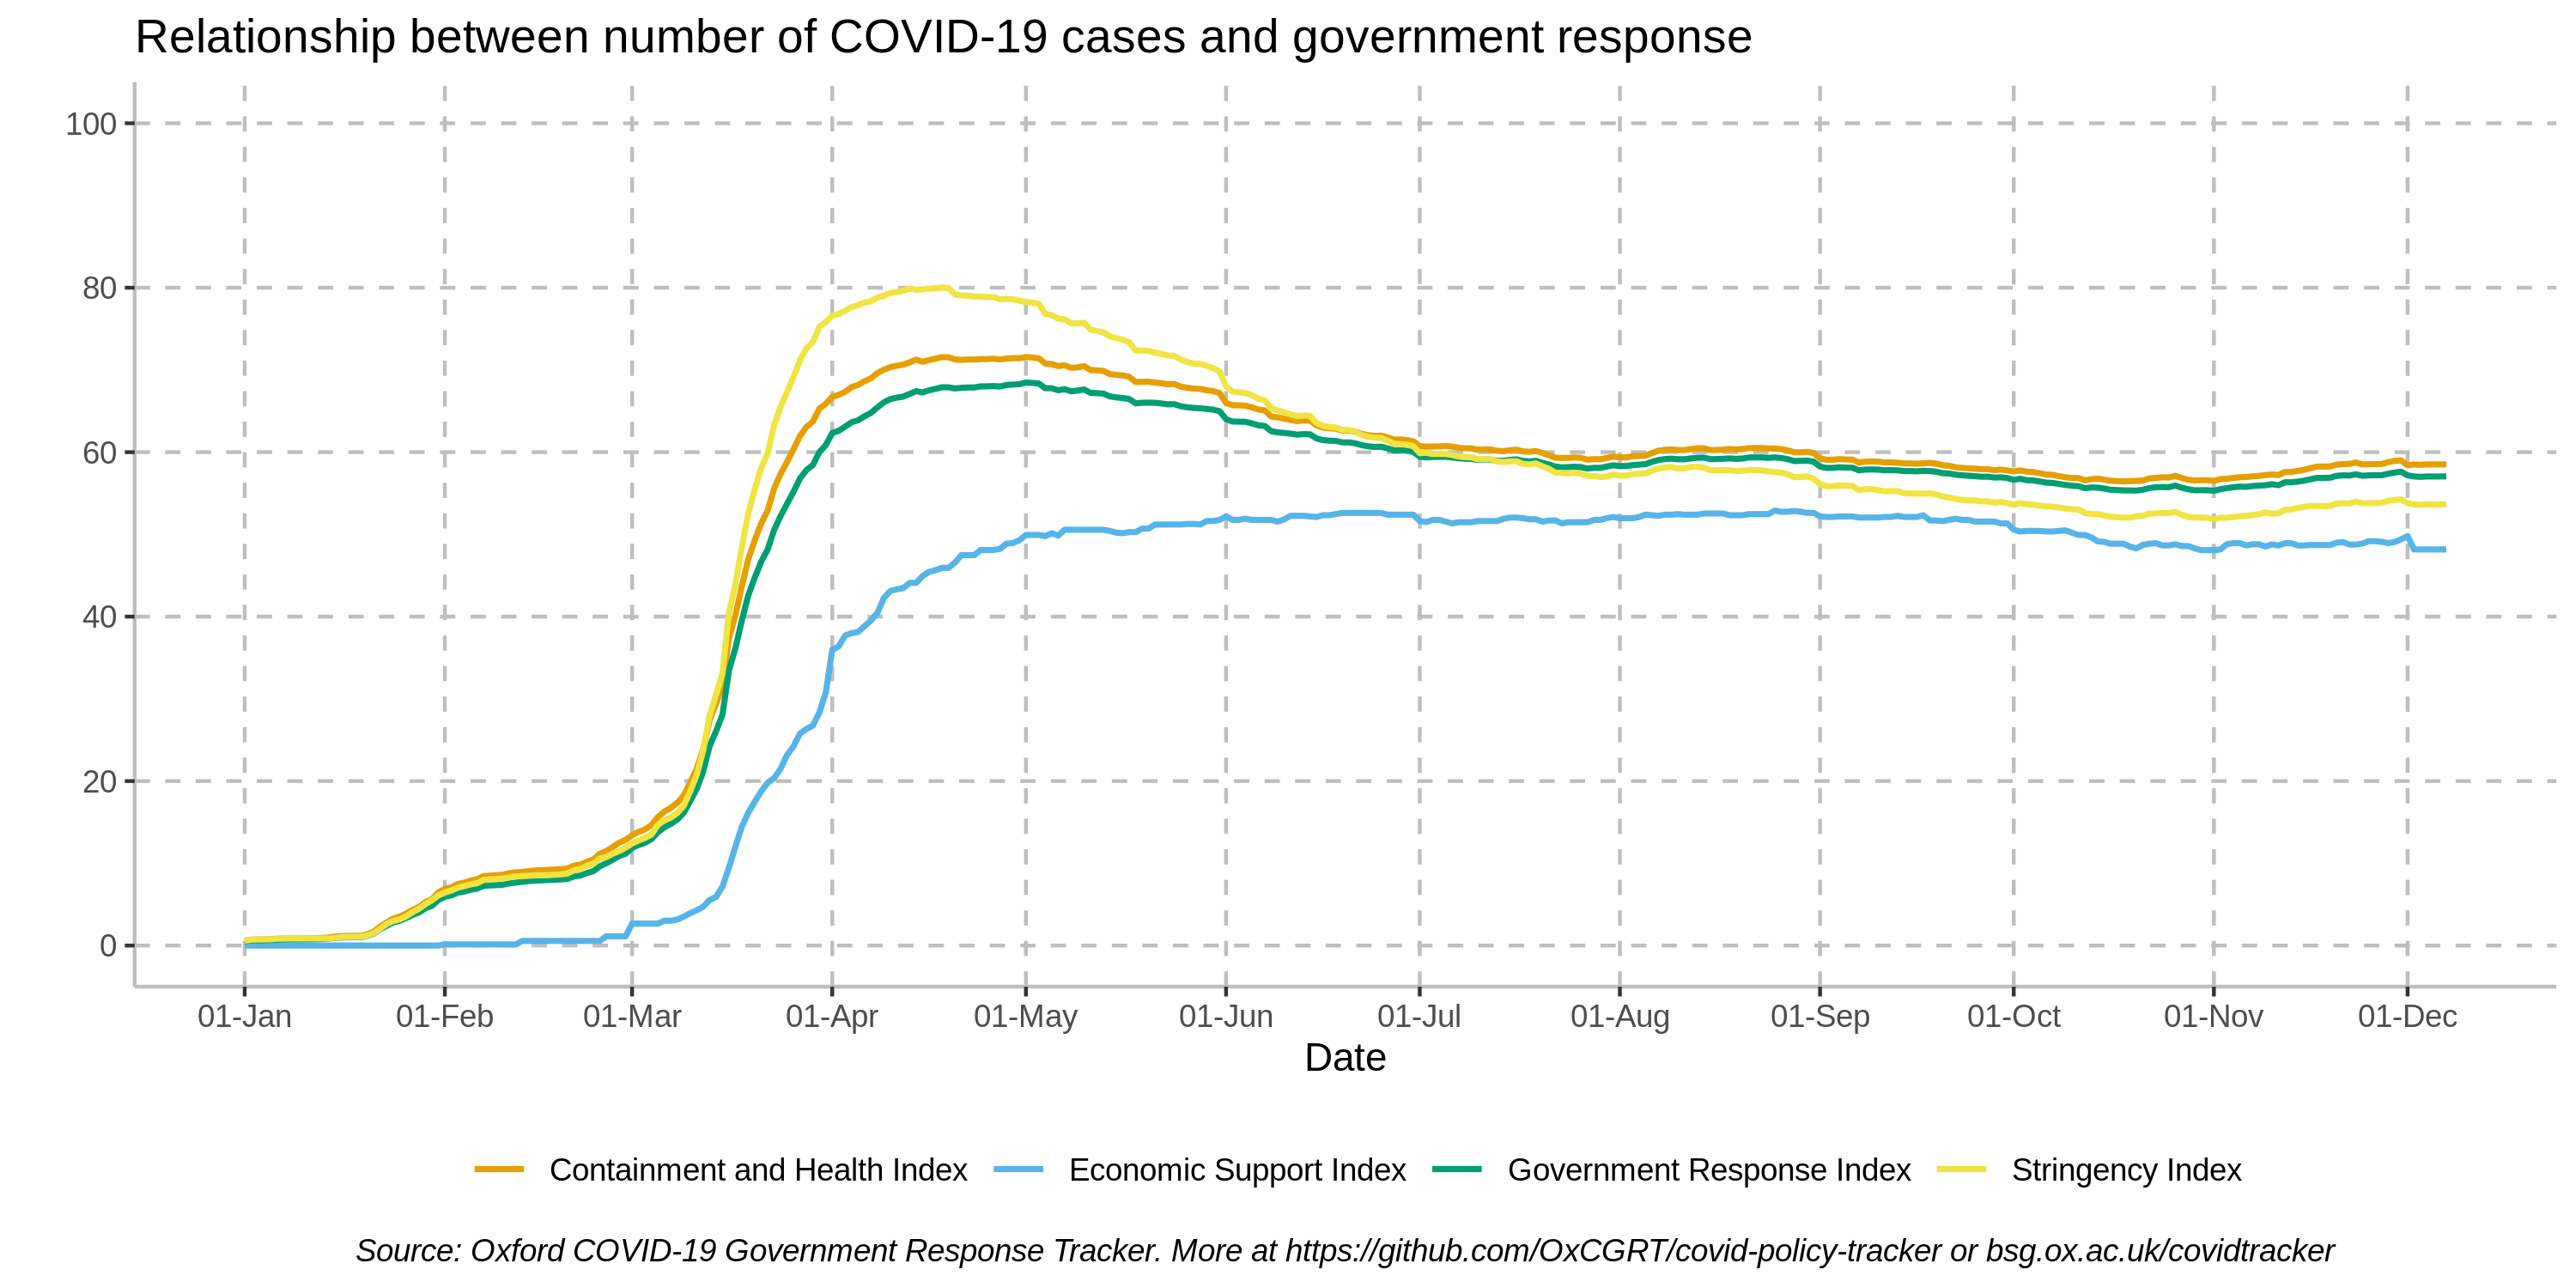 Relationship between number of COVID-19 cases and government response
100
80
60
40
20
0
01-Jan 01-Feb 01-Mar 01-Apr 01-May 01-Jun 01-Jul 01-Aug 01-Sep 01-Oct 01-Nov 01-Dec
Date
Containment and Health Index Economic Support Index Government Response Index Stringency Index
Source: Oxford COVID-19 Government Response Tracker. More at https://github.com/OxCGRT/covid-policy-tracker or bsg.ox.ac.uk/covidtracker